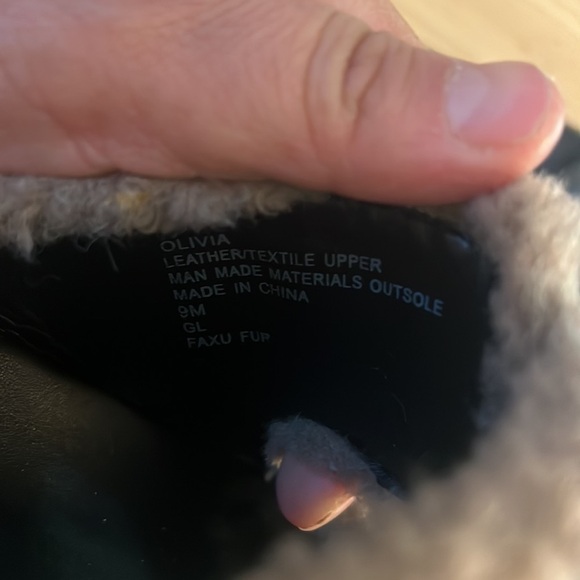 OLIVIA
LEATHER/TEXTILE UPPER
MAN MADE MATERIALS OUTSOLE
MADE IN CHINA
9M
GL
FAXU FUR